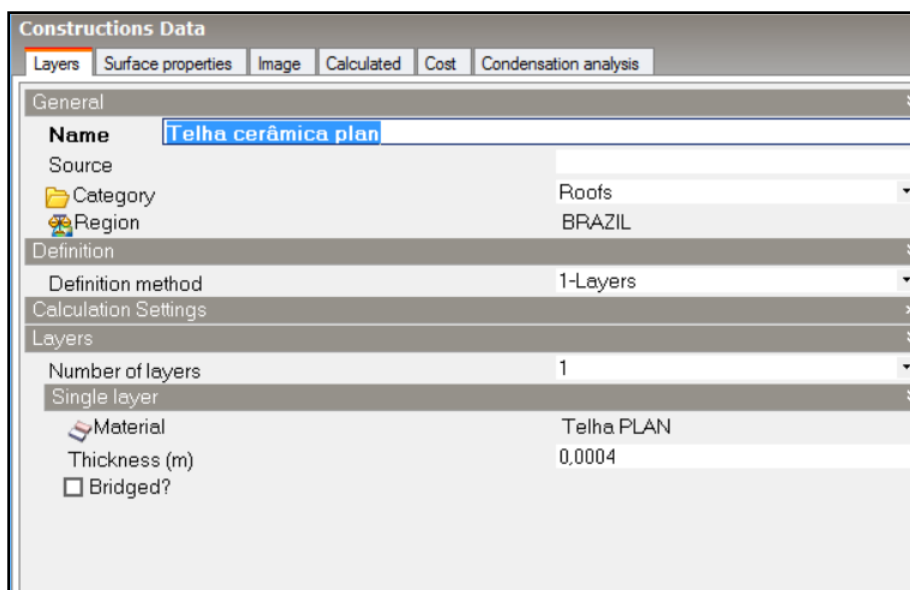 Constructions Data
Layers Surface properties Image Calculated Cost Condensation analysis
General
Name Telha cerâmica plan
Source
Category Roofs
Region BRAZIL
Definition
Definition method 1-Layers
Calculation Settings
Layers
Number of layers 1
Single layer
Material Telha PLAN
Thickness (m) 0,0004
Bridged?